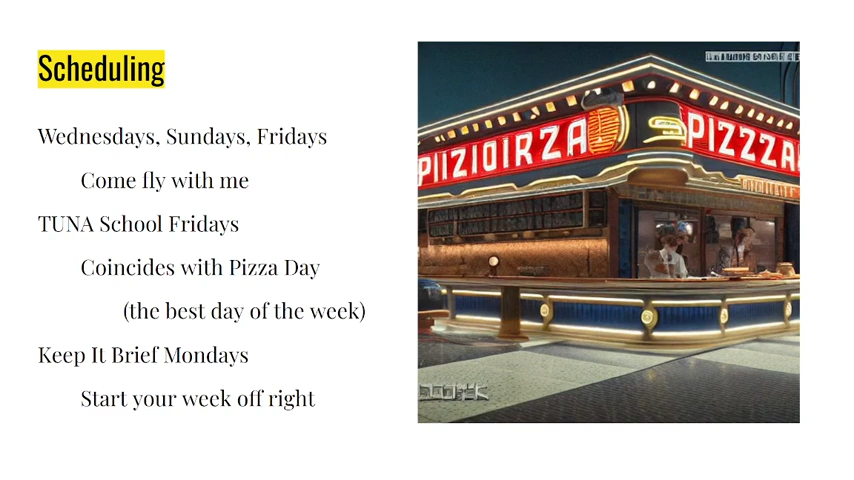 Scheduling
Wednesdays, Sundays, Fridays
Come fly with me
TUNA School Fridays
Coincides with Pizza Day
(the best day of the week)
Keep It Brief Mondays
Start your week off right
PIZIOIRZA
PIZZZA